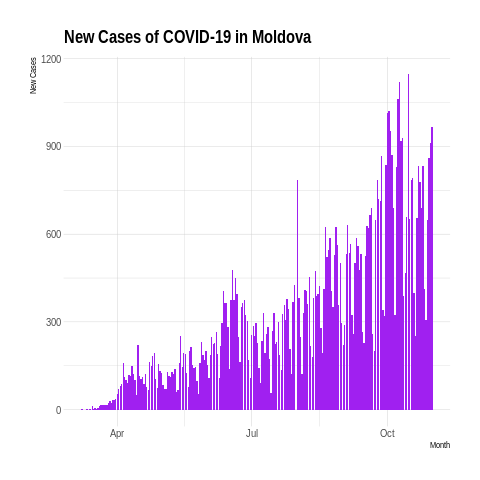 New Cases of COVID-19 in Moldova
New Cases
1200
900
600
300
0
Apr
Jul
Oct
Month